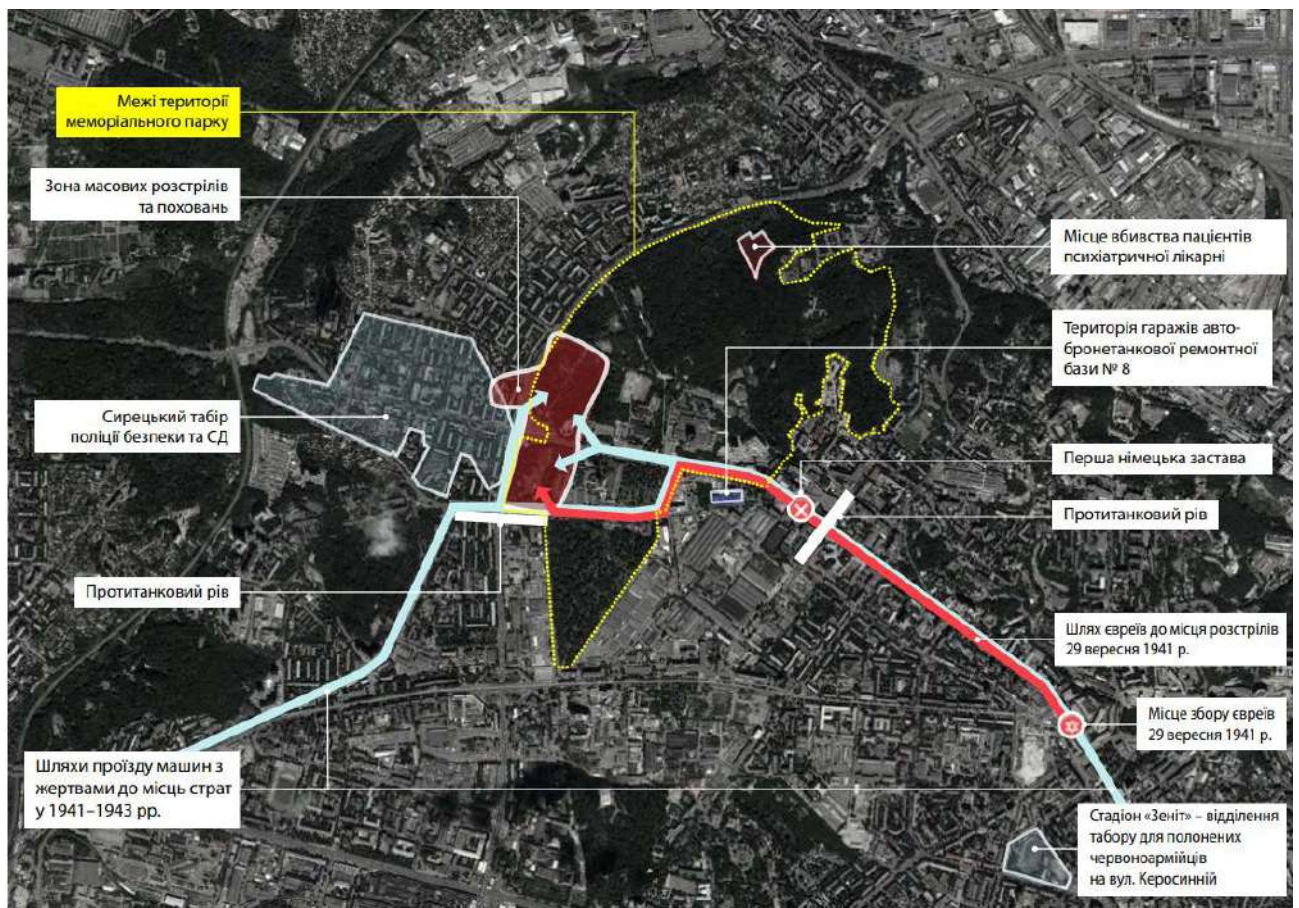 Межі території
меморіального парку
Зона масових розстрілів
та поховань
Сирецький табір
поліції безпеки та СД
Протитанковий рів
Шляхи проїзду машин з
жертвами до місць страт
у 1941–1943 рр.
Місце вбивства пацієнтів
психіатричної лікарні
Територія гаражів авто-
бронетанкової ремонтної
бази № 8
Перша німецька застава
Протитанковий рів
Шлях євреїв до місця розстрілів
29 вересня 1941 р.
Місце збору євреїв
29 вересня 1941 р.
Стадіон «Зеніт» – відділення
табору для полонених
червоноармійців
на вул. Керосинній